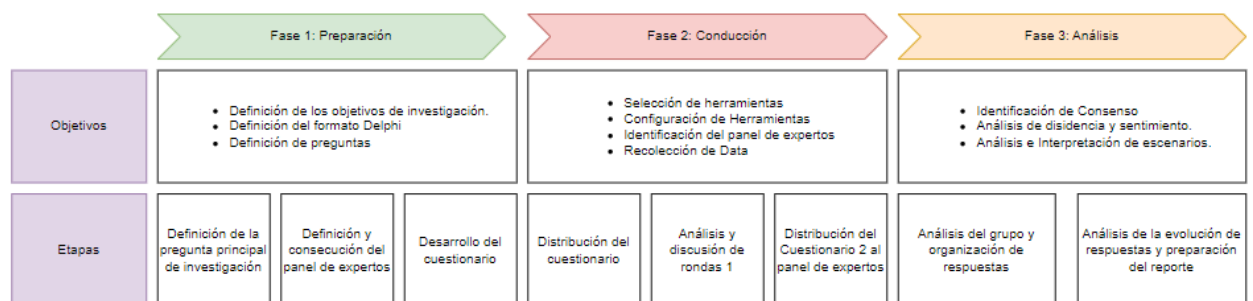 Fase 1: Preparación
Fase 2: Conducción
Fase 3: Análisis
Objetivos
Definición de los objetivos de investigación.
Definición del formato Delphi
Definición de preguntas
Selección de herramientas
Configuración de Herramientas
Identificación del panel de expertos
Recolección de Data
Identificación de Consenso
Análisis de disidencia y sentimiento.
Análisis e Interpretación de escenarios.
Etapas
Definición de la
pregunta principal
de investigación
Definición y
consecución del
panel de expertos
Desarrollo del
cuestionario
Distribución del
cuestionario
Análisis y
discusión de
rondas 1
Distribución del
Cuestionario 2 al
panel de expertos
Análisis del grupo y
organización de
respuestas
Análisis de la evolución de
respuestas y preparación
del reporte